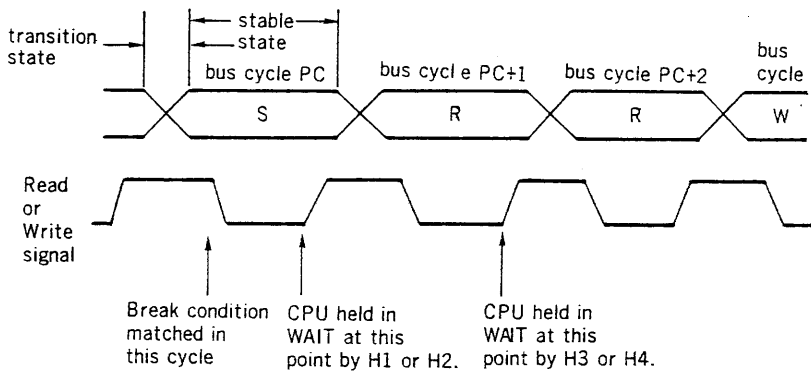 transition
state
stable
state
bus cycle PC
bus cycle PC+1
bus cycle PC+2
bus
cycle
S
R
R
W
Read
or
Write
signal
Break condition
matched in
this cycle
CPU held in
WAIT at this
point by H1 or H2.
CPU held in
WAIT at this
point by H3 or H4.